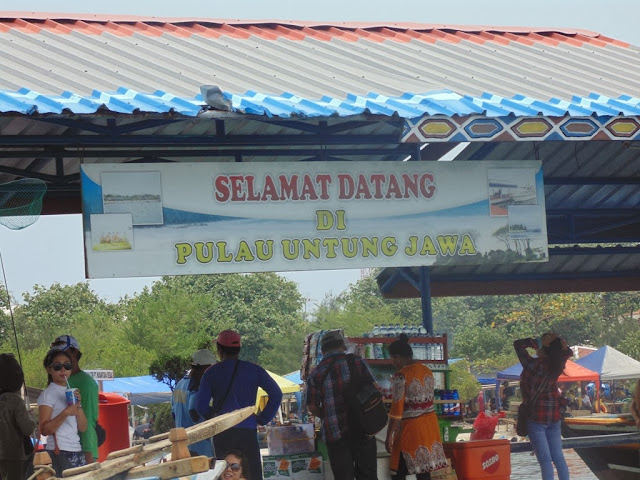 SELAMAT DATANG
DI
PULAU UNTUNG JAWA